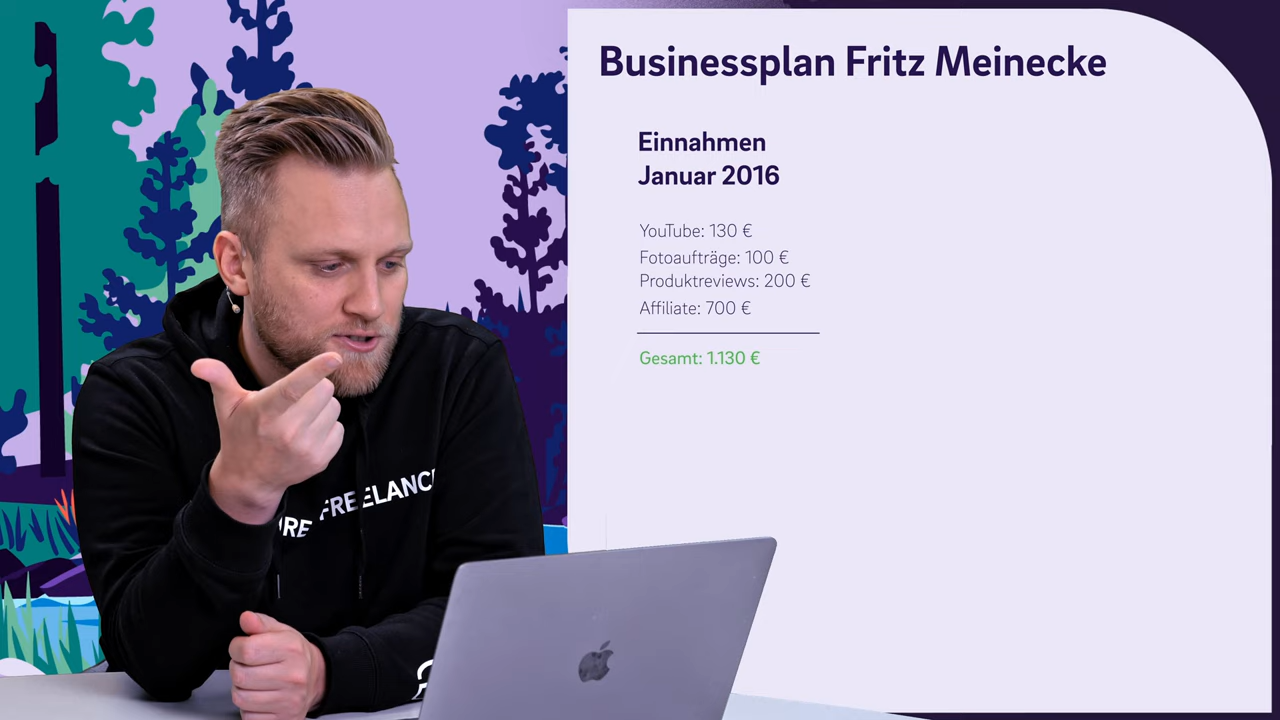 Businessplan Fritz Meinecke
Einnahmen
Januar 2016
YouTube: 130 €
Fotoaufträge: 100 €
Produktreviews: 200 €
Affiliate: 700 €
Gesamt: 1.130 €
FREELANC